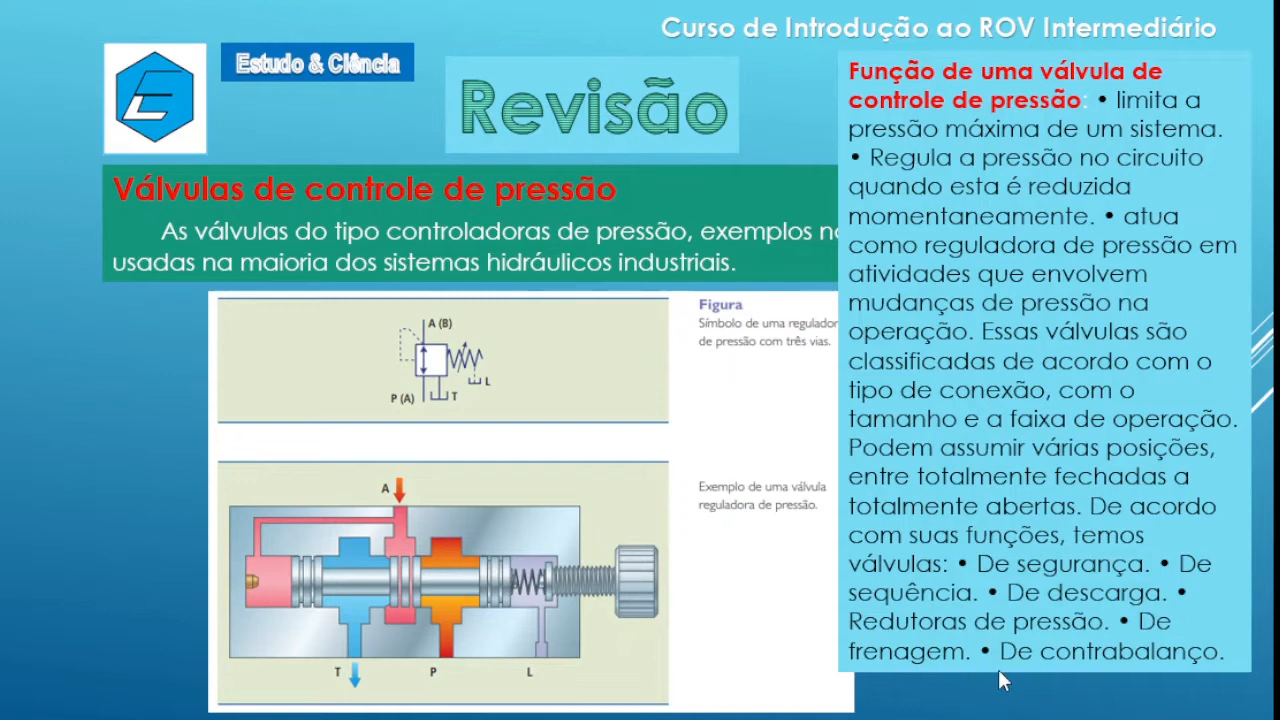 Curso de Introdução ao ROV Intermediário
Estudo & Ciência
Revisão
Válvulas de controle de pressão
As válvulas do tipo controladoras de pressão, exemplos
usadas na maioria dos sistemas hidráulicos industriais.
A (B)
L
P (A)
T
Figura
Símbolo de uma regulador
de pressão com três vias.
A
T
P
L
Exemplo de uma válvula
reguladora de pressão.
Função de uma válvula de
controle de pressão: • limita a
pressão máxima de um sistema.
• Regula a pressão no circuito
quando esta é reduzida
momentaneamente. • atua
como reguladora de pressão em
atividades que envolvem
mudanças de pressão na
operação. Essas válvulas são
classificadas de acordo com o
tipo de conexão, com o
tamanho e a faixa de operação.
Podem assumir várias posições,
entre totalmente fechadas a
totalmente abertas. De acordo
com suas funções, temos
válvulas: • De segurança. • De
sequência. • De descarga. •
Redutoras de pressão. • De
frenagem. • De contrabalanço.